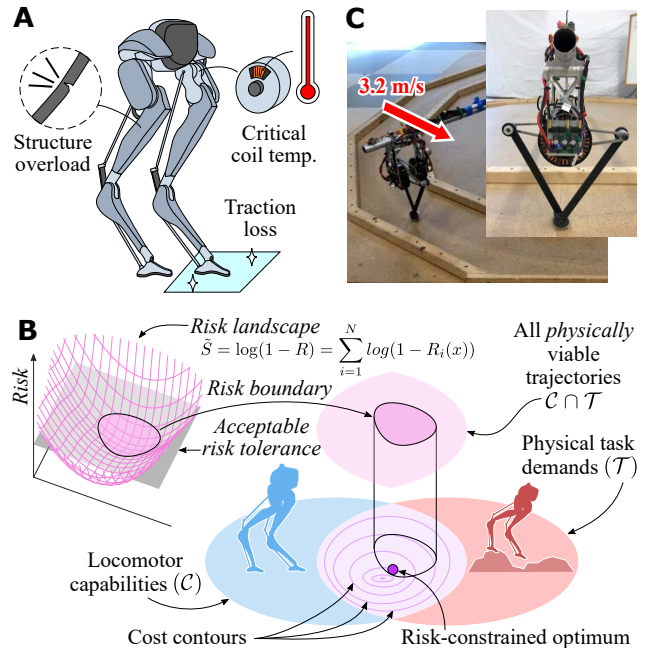 A
Structure
overload
Critical
coil temp.
Traction
loss
C
3.2 m/s
B
Risk landscape
S̃ = log(1 − R) = ∑_{i=1}^{N} log(1 − R_i(x))
Risk
Risk boundary
Acceptable
risk tolerance
All physically
viable
trajectories
𝒞 ∩ 𝒯
Physical task
demands (𝒯)
Locomotor
capabilities (𝒞)
Cost contours
Risk-constrained optimum